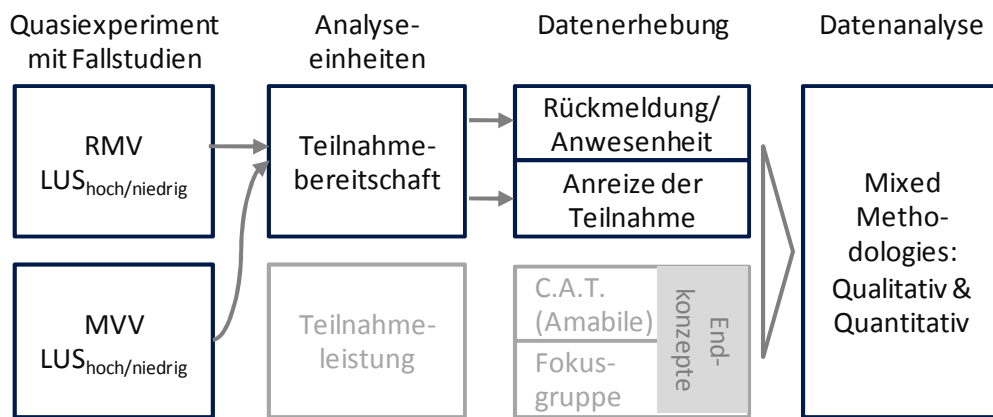 Quasiexperiment
mit Fallstudien
Analyse-
einheiten
Datenerhebung
Datenanalyse
RMV
LUShoch/niedrig
MVV
LUShoch/niedrig
Teilnahme-
bereitschaft
Teilnahme-
leistung
Rückmeldung/
Anwesenheit
Anreize der
Teilnahme
C.A.T.
(Amabile)
Fokus-
gruppe
End-
konzepte
Mixed
Metho-
dologies:
Qualitativ &
Quantitativ